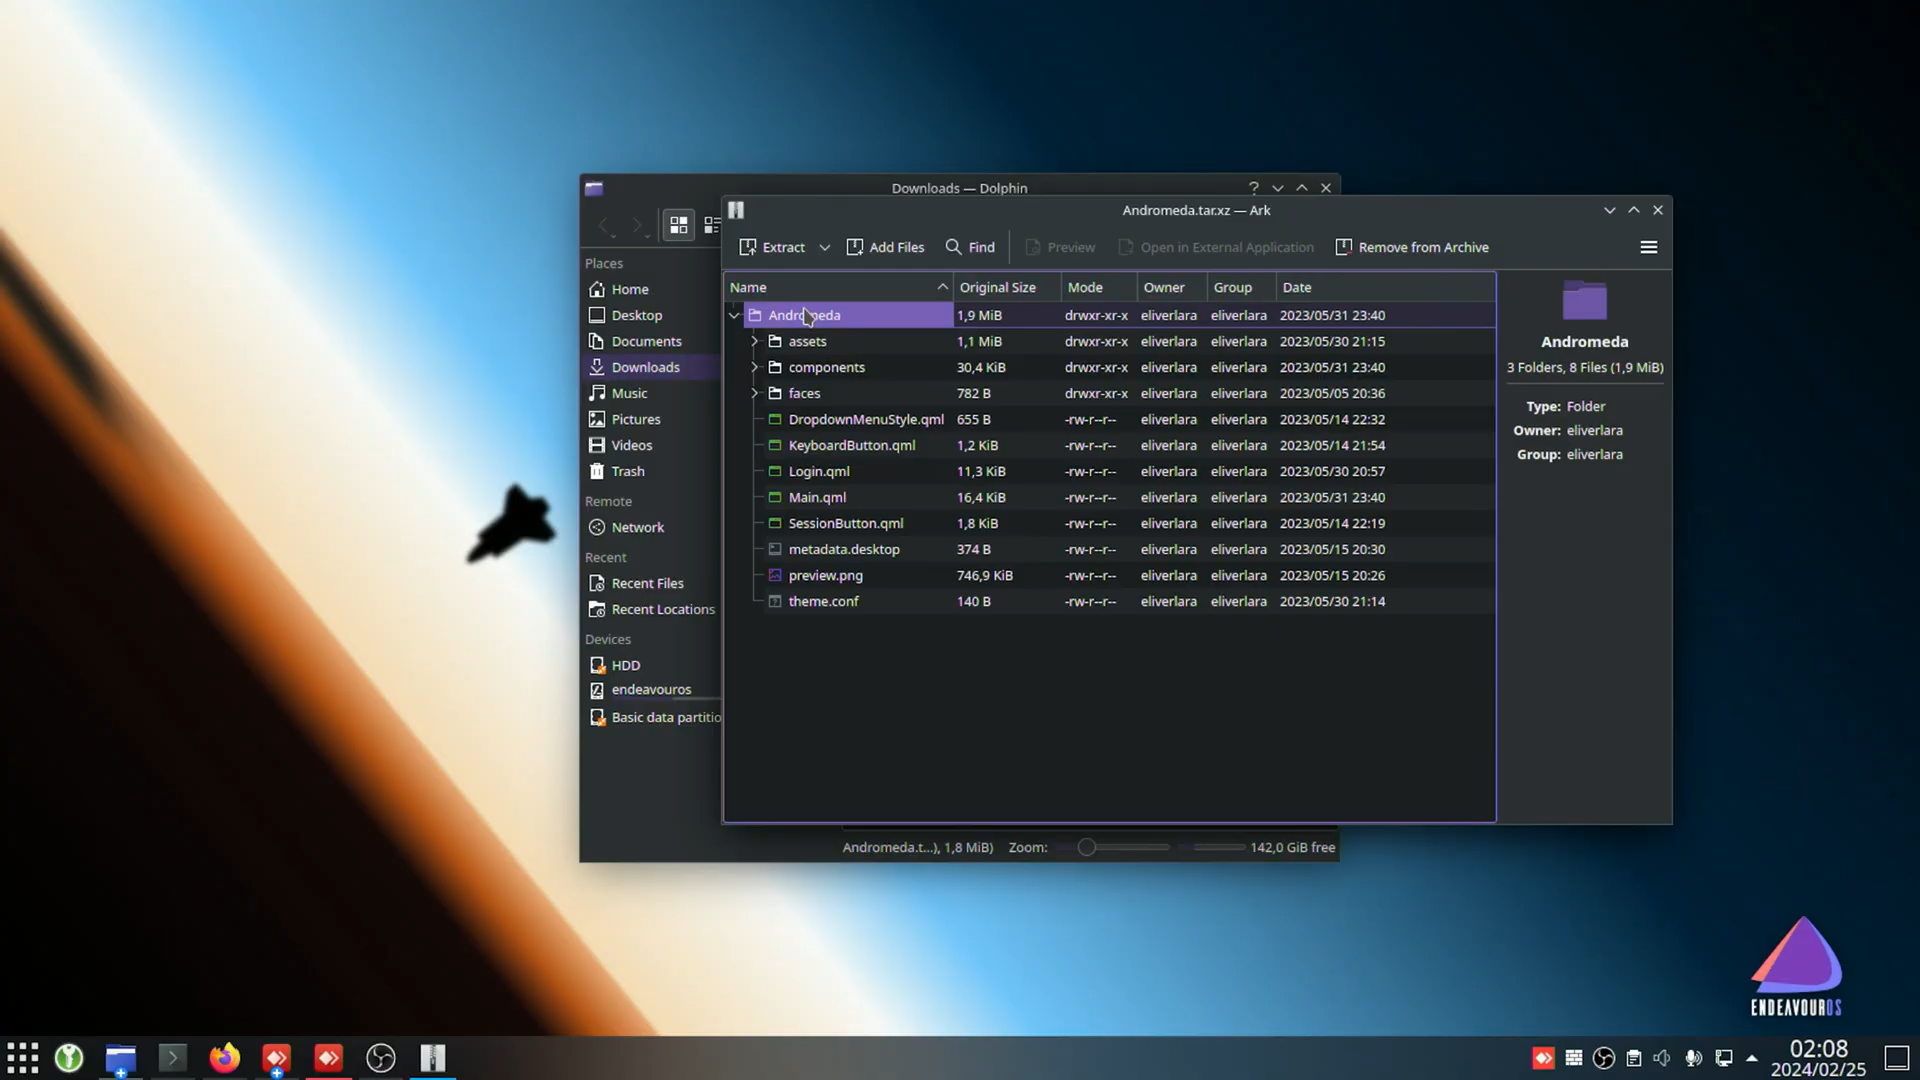 Downloads — Dolphin
Andromeda.tar.xz — Ark
Extract Add Files Find Preview Open in External Application Remove from Archive
Places
Home
Desktop
Documents
Downloads
Music
Pictures
Videos
Trash
Remote
Network
Recent
Recent Files
Recent Locations
Devices
HDD
endeavouros
Basic data partitio
Name Original Size Mode Owner Group Date
Andromeda 1,9 MiB drwxr-xr-x eliverlara eliverlara 2023/05/31 23:40
assets 1,1 MiB drwxr-xr-x eliverlara eliverlara 2023/05/30 21:15
components 30,4 KiB drwxr-xr-x eliverlara eliverlara 2023/05/31 23:40
faces 782 B drwxr-xr-x eliverlara eliverlara 2023/05/05 20:36
DropdownMenuStyle.qml 655 B -rw-r--r-- eliverlara eliverlara 2023/05/14 22:32
KeyboardButton.qml 1,2 KiB -rw-r--r-- eliverlara eliverlara 2023/05/14 21:54
Login.qml 11,3 KiB -rw-r--r-- eliverlara eliverlara 2023/05/30 20:57
Main.qml 16,4 KiB -rw-r--r-- eliverlara eliverlara 2023/05/31 23:40
SessionButton.qml 1,8 KiB -rw-r--r-- eliverlara eliverlara 2023/05/14 22:19
metadata.desktop 374 B -rw-r--r-- eliverlara eliverlara 2023/05/15 20:30
preview.png 746,9 KiB -rw-r--r-- eliverlara eliverlara 2023/05/15 20:26
theme.conf 140 B -rw-r--r-- eliverlara eliverlara 2023/05/30 21:14
Andromeda
3 Folders, 8 Files (1,9 MiB)
Type: Folder
Owner: eliverlara
Group: eliverlara
Andromeda.t...), 1,8 MiB) Zoom: 142,0 GiB free
ENDEAVOUROS
02:08
2024/02/25